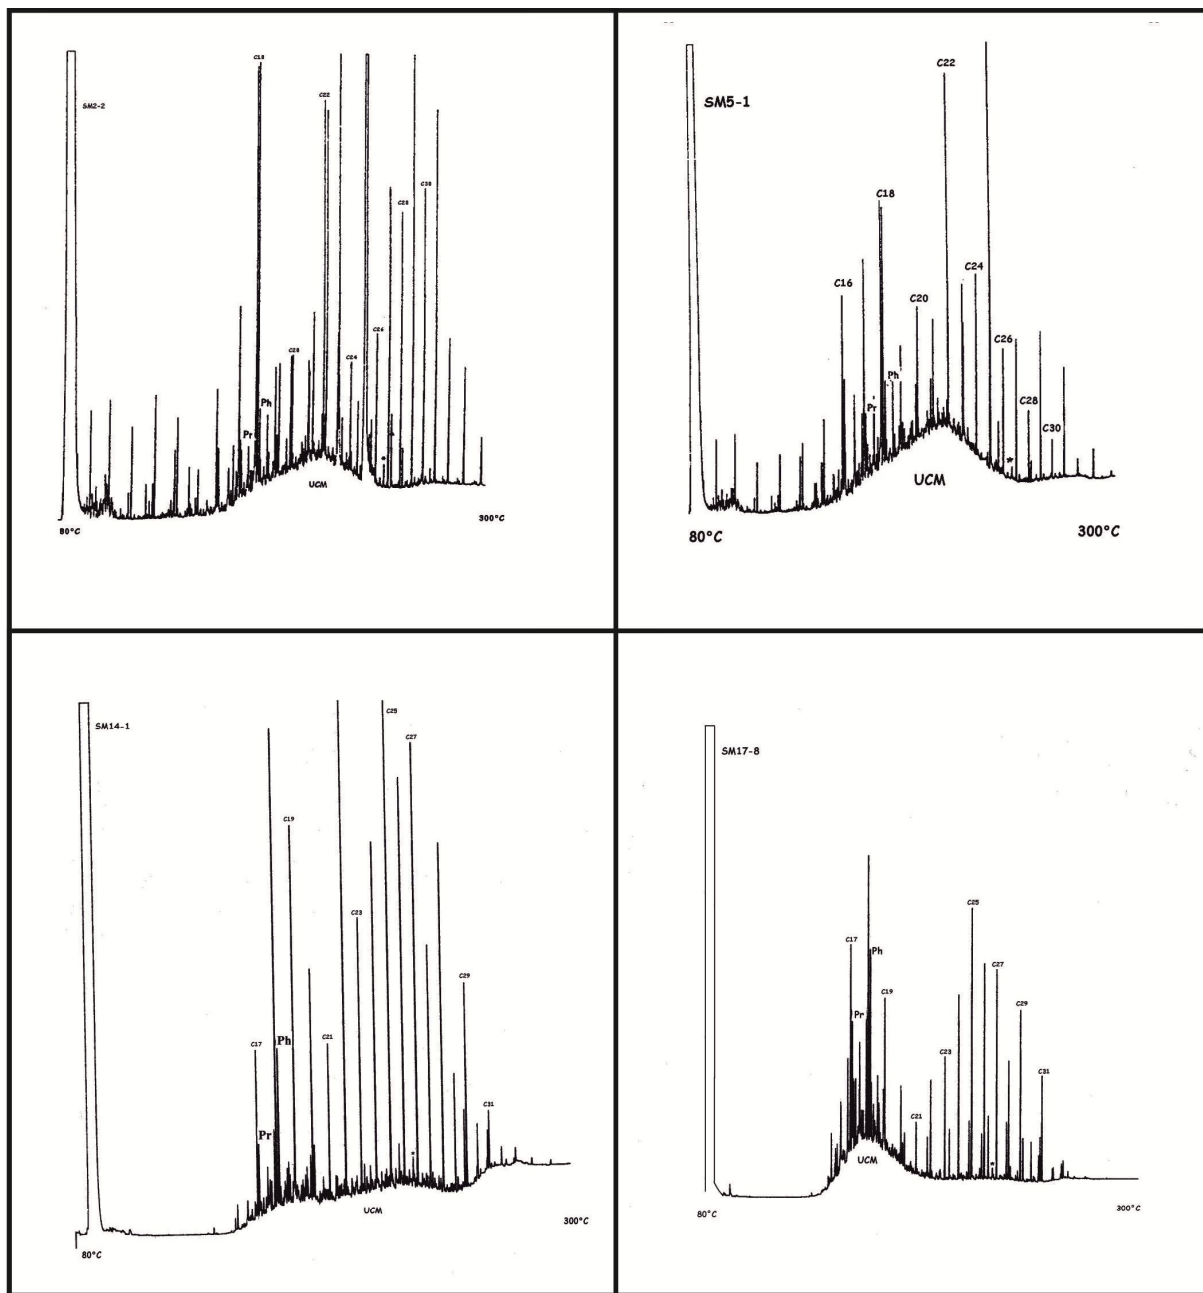 SM2-2
C18
C22
C30
C28
C26
C20
C24
Ph
Pr
*
UCM
80°C
300°C
SM5-1
C22
C18
C24
C16
C20
C26
Ph
Pr
C28
C30
*
UCM
80°C
300°C
SM14-1
C25
C27
C19
C23
C29
C17
Ph
C21
C31
Pr
*
UCM
80°C
300°C
SM17-8
C25
C17
Ph
C27
C19
C29
Pr
C23
C31
C21
UCM
*
80°C
300°C